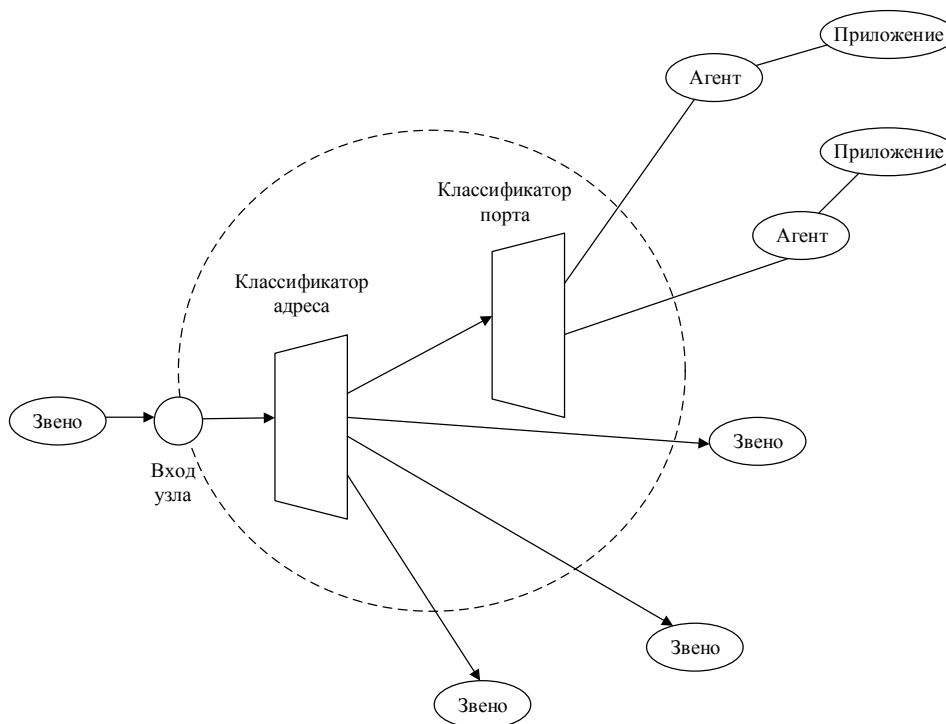 Приложение
Агент
Приложение
Классификатор
порта
Агент
Классификатор
адреса
Звено
Вход
узла
Звено
Звено
Звено